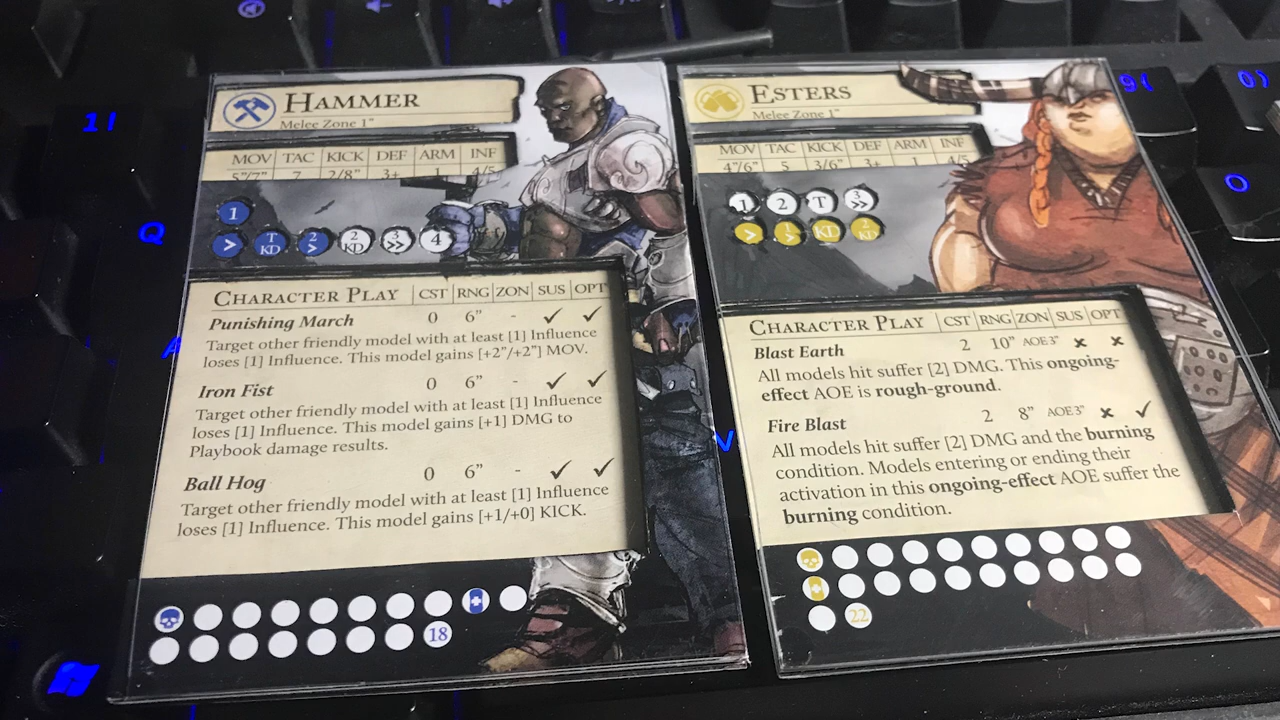 HAMMER
Melee Zone 1"
MOV TAC KICK DEF ARM INF
5"/7" 7 2/8" 3+ 1 4/5
1
> T KD 2 > 2 KD 3 >> 4
CHARACTER PLAY CST RNG ZON SUS OPT
Punishing March 0 6" - ✓ ✓
Target other friendly model with at least [1] Influence
loses [1] Influence. This model gains [+2"/+2"] MOV.
Iron Fist 0 6" - ✓ ✓
Target other friendly model with at least [1] Influence
loses [1] Influence. This model gains [+1] DMG to
Playbook damage results.
Ball Hog 0 6" - ✓ ✓
Target other friendly model with at least [1] Influence
loses [1] Influence. This model gains [+1/+0] KICK.
18
ESTERS
Melee Zone 1"
MOV TAC KICK DEF ARM INF
4"/6" 5 3/6" 3+ 1 4/5
1 2 T 3 >>
> 1 > KD 2 KD
CHARACTER PLAY CST RNG ZON SUS OPT
Blast Earth 2 10" AOE 3" ✗ ✗
All models hit suffer [2] DMG. This ongoing-
effect AOE is rough-ground.
Fire Blast 2 8" AOE 3" ✗ ✓
All models hit suffer [2] DMG and the burning
condition. Models entering or ending their
activation in this ongoing-effect AOE suffer the
burning condition.
22
1 !
Q
V
9 (
0 )
O